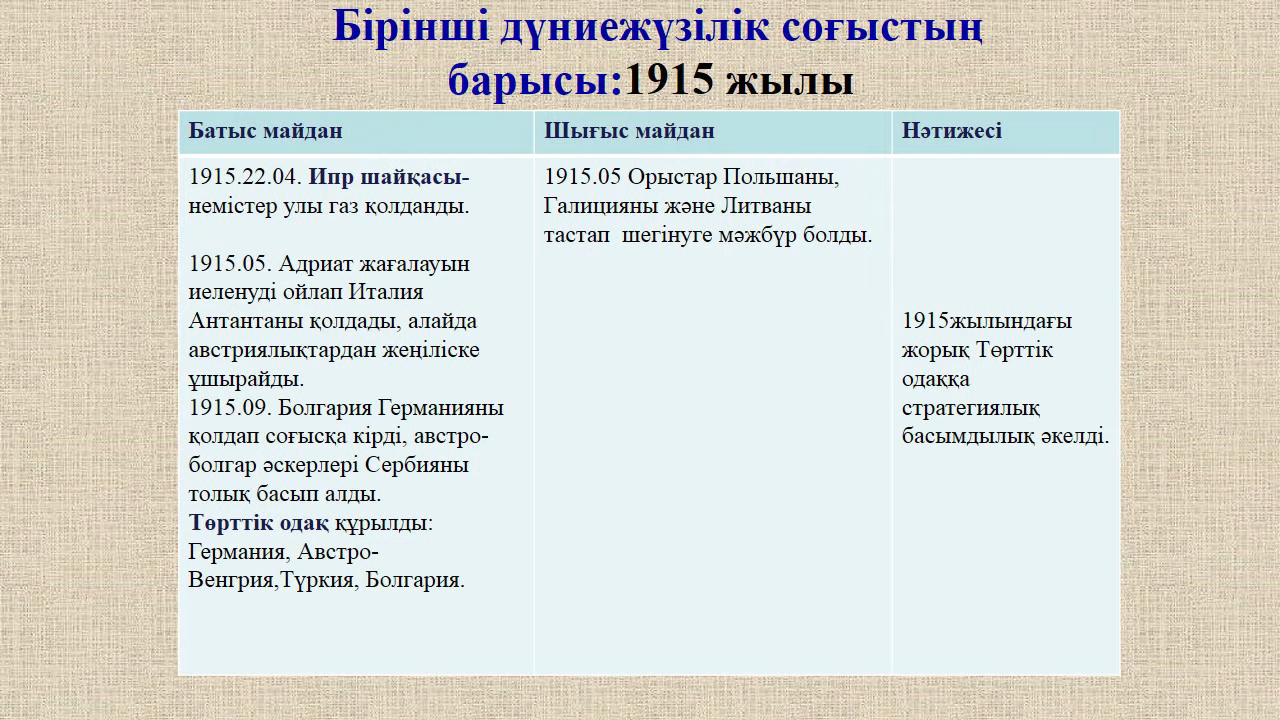 Бірінші дүниежүзілік соғыстың
барысы:1915 жылы
Батыс майдан
Шығыс майдан
Нәтижесі
1915.22.04. Ипр шайқасы-
немістер улы газ қолданды.
1915.05. Адриат жағалауын
иеленуді ойлап Италия
Антантаны қолдады, алайда
австриялықтардан жеңіліске
ұшырайды.
1915.09. Болгария Германияны
қолдап соғысқа кірді, австро-
болгар әскерлері Сербияны
толық басып алды.
Төрттік одақ құрылды:
Германия, Австро-
Венгрия,Түркия, Болгария.
1915.05 Орыстар Польшаны,
Галицияны және Литваны
тастап  шегінуге мәжбүр болды.
1915жылындағы
жорық Төрттік
одаққа
стратегиялық
басымдылық әкелді.